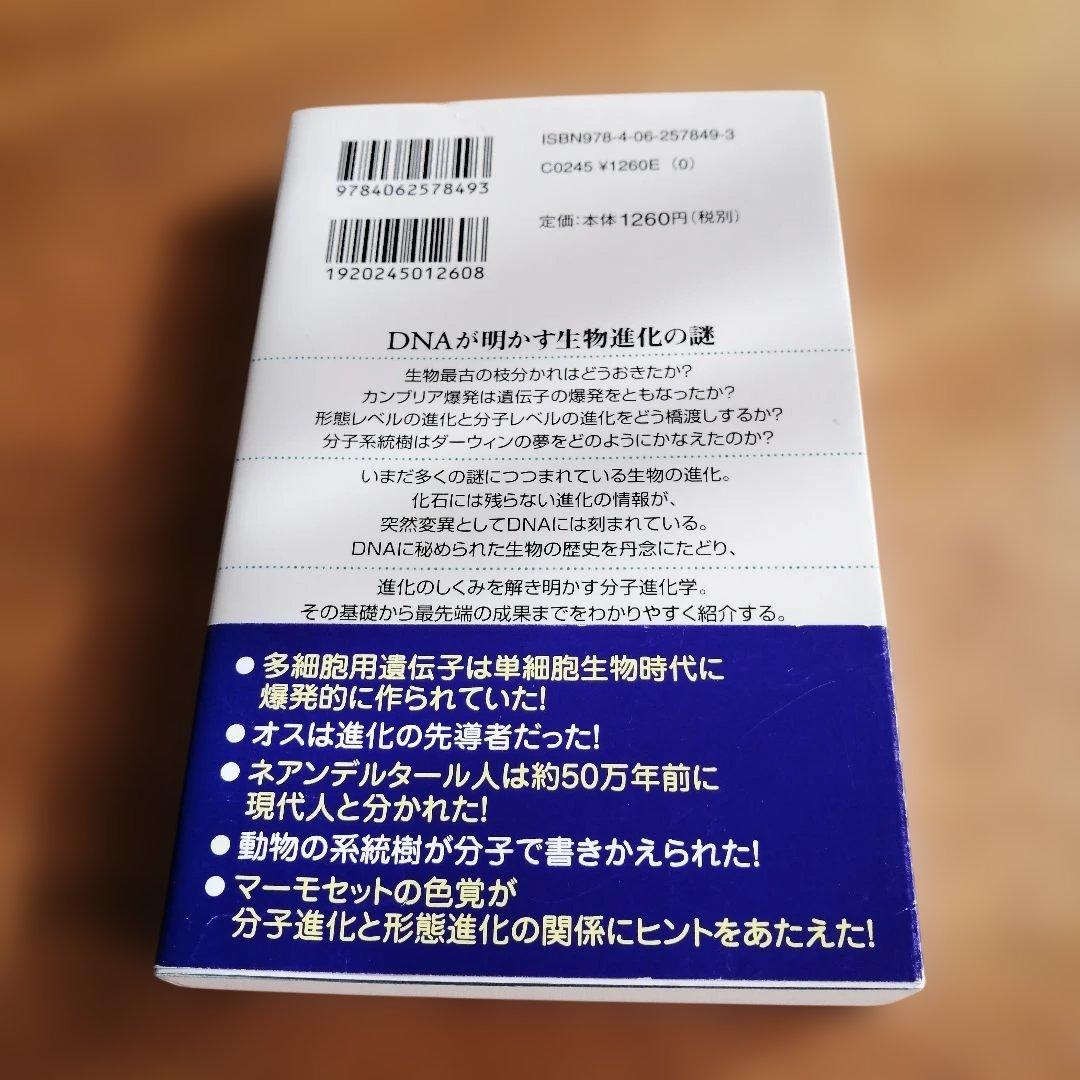 ISBN978-4-06-257849-3
C0245 ¥1260E (0)
9784062578493
定価:本体1260円(税別)
1920245012608
DNAが明かす生物進化の謎
生物最古の枝分かれはどうおきたか?
カンブリア爆発は遺伝子の爆発をともなったか?
形態レベルの進化と分子レベルの進化をどう橋渡しするか?
分子系統樹はダーウィンの夢をどのようにかなえたのか?
いまだ多くの謎につつまれている生物の進化。
化石には残らない進化の情報が、
突然変異としてDNAには刻まれている。
DNAに秘められた生物の歴史を丹念にたどり、
進化のしくみを解き明かす分子進化学。
その基礎から最先端の成果までをわかりやすく紹介する。
●多細胞用遺伝子は単細胞生物時代に
爆発的に作られていた!
●オスは進化の先導者だった!
●ネアンデルタール人は約50万年前に
現代人と分かれた!
●動物の系統樹が分子で書きかえられた!
●マーモセットの色覚が
分子進化と形態進化の関係にヒントをあたえた!